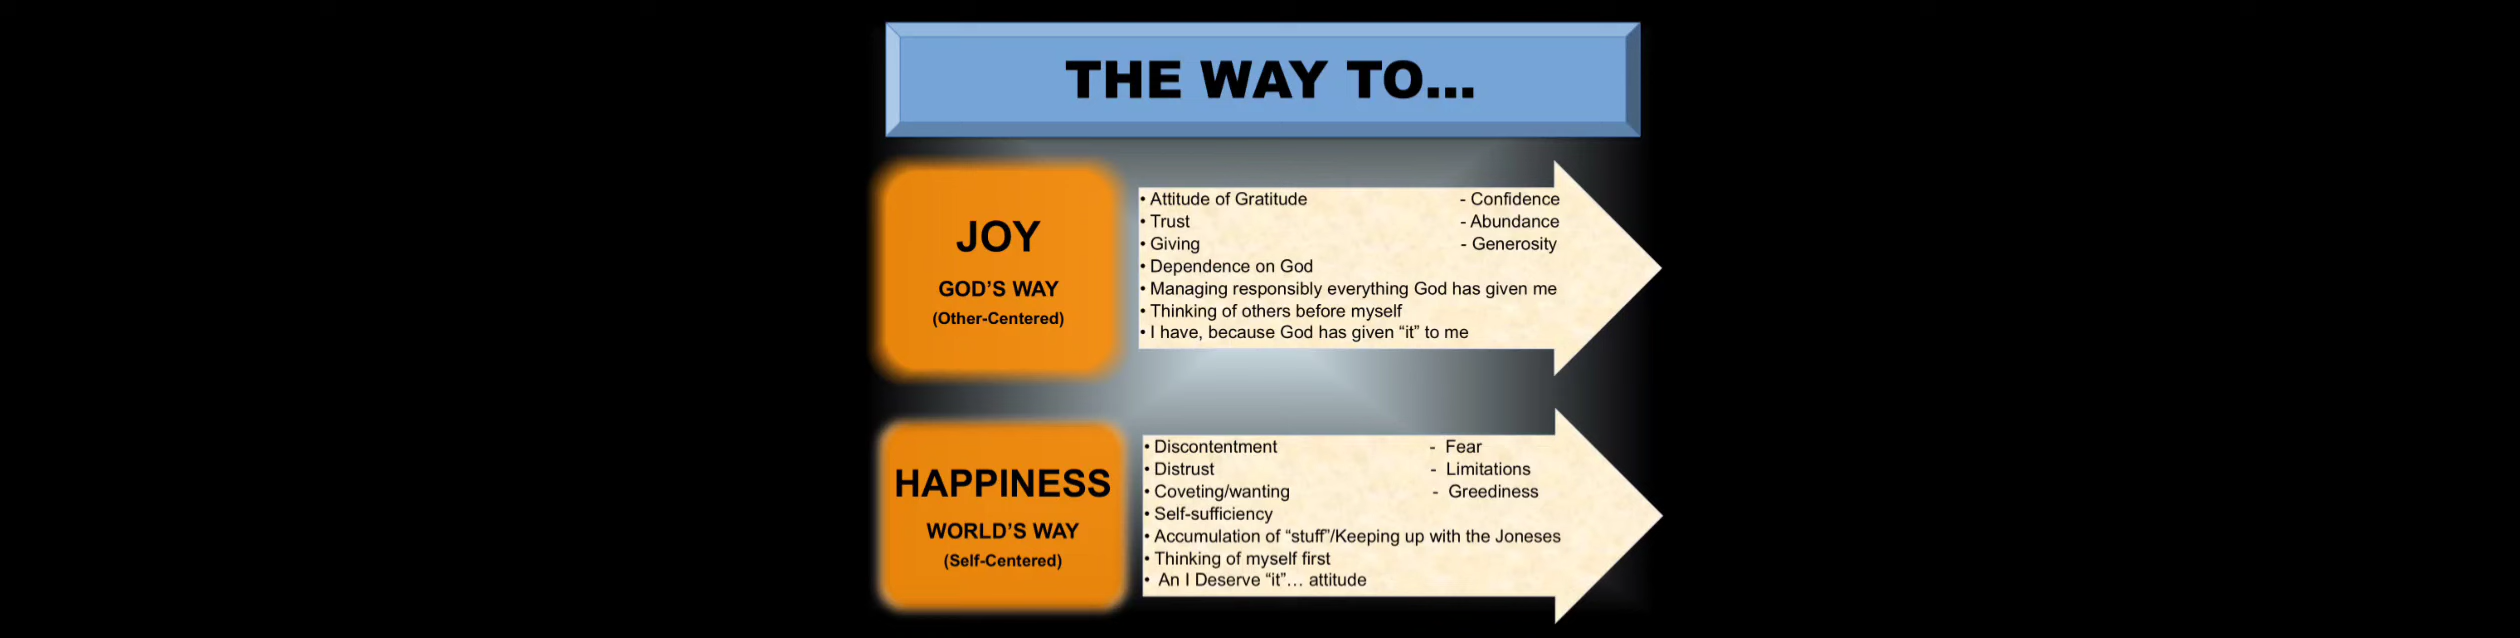 THE WAY TO...
JOY
GOD’S WAY
(Other-Centered)
• Attitude of Gratitude - Confidence
• Trust - Abundance
• Giving - Generosity
• Dependence on God
• Managing responsibly everything God has given me
• Thinking of others before myself
• I have, because God has given “it” to me
HAPPINESS
WORLD’S WAY
(Self-Centered)
• Discontentment - Fear
• Distrust - Limitations
• Coveting/wanting - Greediness
• Self-sufficiency
• Accumulation of “stuff”/Keeping up with the Joneses
• Thinking of myself first
• An I Deserve “it”… attitude